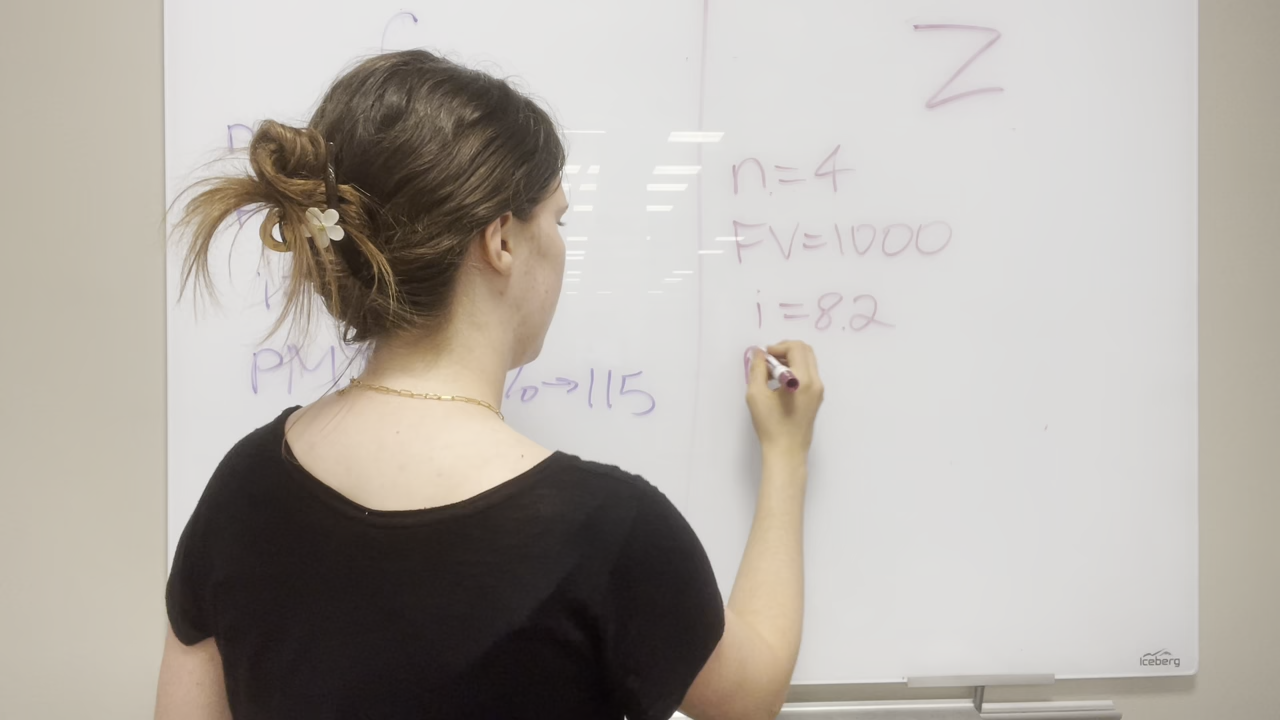 Z
n=4
FV=1000
i=8.2
PM
%→115
Iceberg